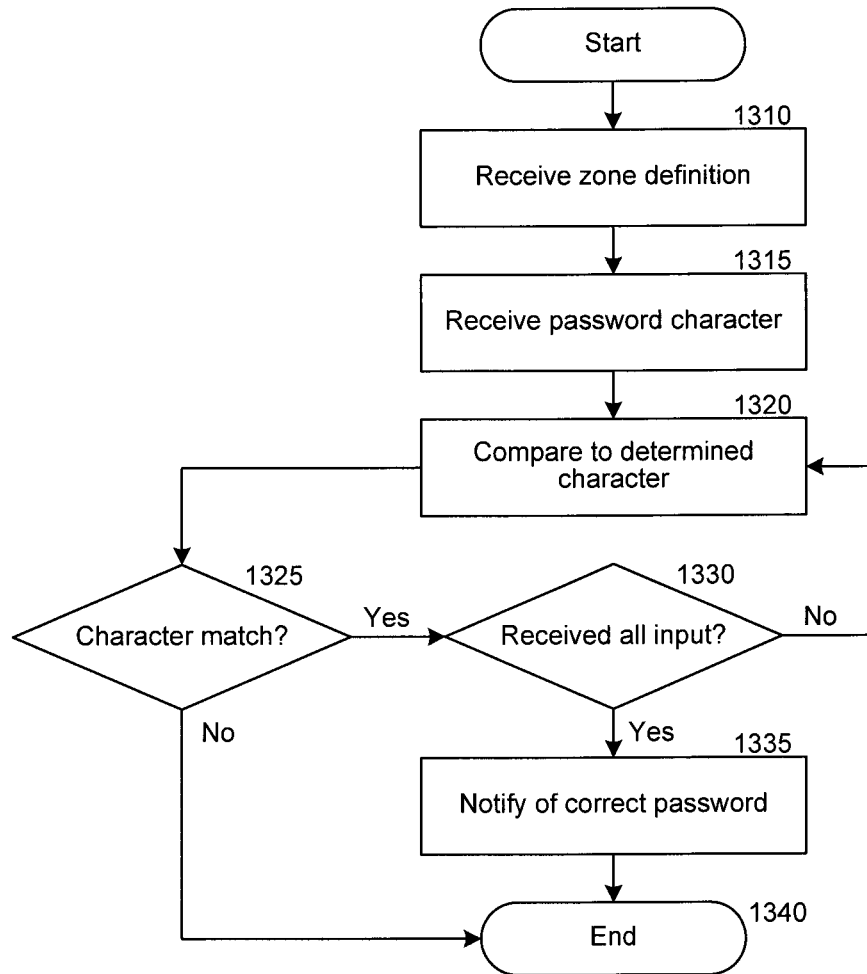 Start
1310
Receive zone definition
1315
Receive password character
1320
Compare to determined
character
1325
Character match?
Yes
1330
Received all input?
No
No
Yes
1335
Notify of correct password
1340
End